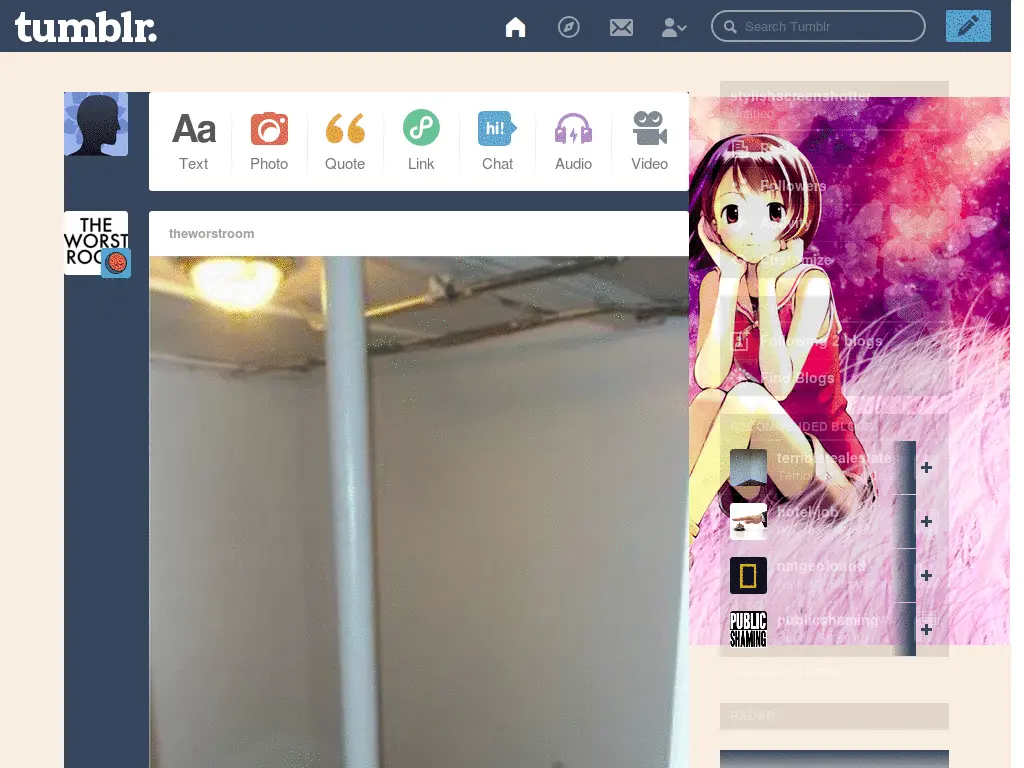 tumblr.
Search Tumblr
stylishscreenshotter
Untitled
Aa
hi!
Text
Photo
Quote
Link
Chat
Audio
Video
Followers
Activity
Customize
THE
WORST
theworstroom
Following 2 blogs
Find Blogs
RECOMMENDED BLOGS
terriblerealestate
hotel-job
natgeofound
publicshaming
PUBLIC
SHAMING
RADAR